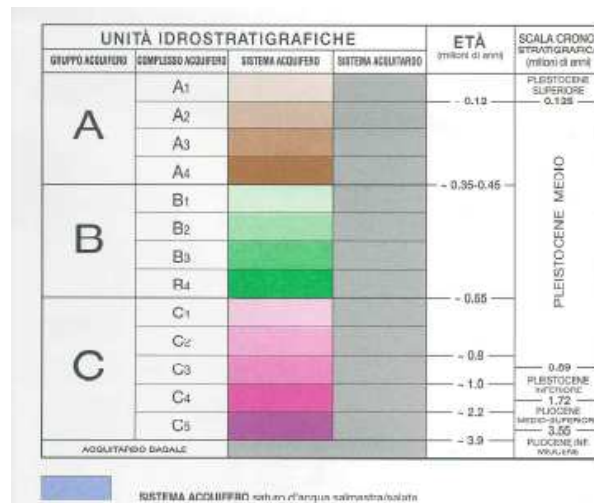 UNITÀ IDROSTRATIGRAFICHE
ETÀ
(milioni di anni)
SCALA CRONO
STRATIGRAFICA
(milioni di anni)
GRUPPO ACQUIFERO
COMPLESSO ACQUIFERO
SISTEMA ACQUIFERO
SISTEMA ACQUITARDO
PLEISTOCENE
SUPERIORE
A
A1
A2
A3
A4
~ 0.12
0.125
~ 0.35-0.45
PLEISTOCENE MEDIO
B
B1
B2
B3
B4
~ 0.65
C
C1
C2
C3
C4
C5
~ 0.8
0.89
~ 1.0
PLEISTOCENE
INFERIORE
1.72
~ 2.2
PLIOCENE
MEDIO-SUPERIORE
3.55
~ 3.9
PLIOCENE INF.
ACQUITARDO BASALE
SISTEMA ACQUIFERO saturo d'acqua salmastra/salata